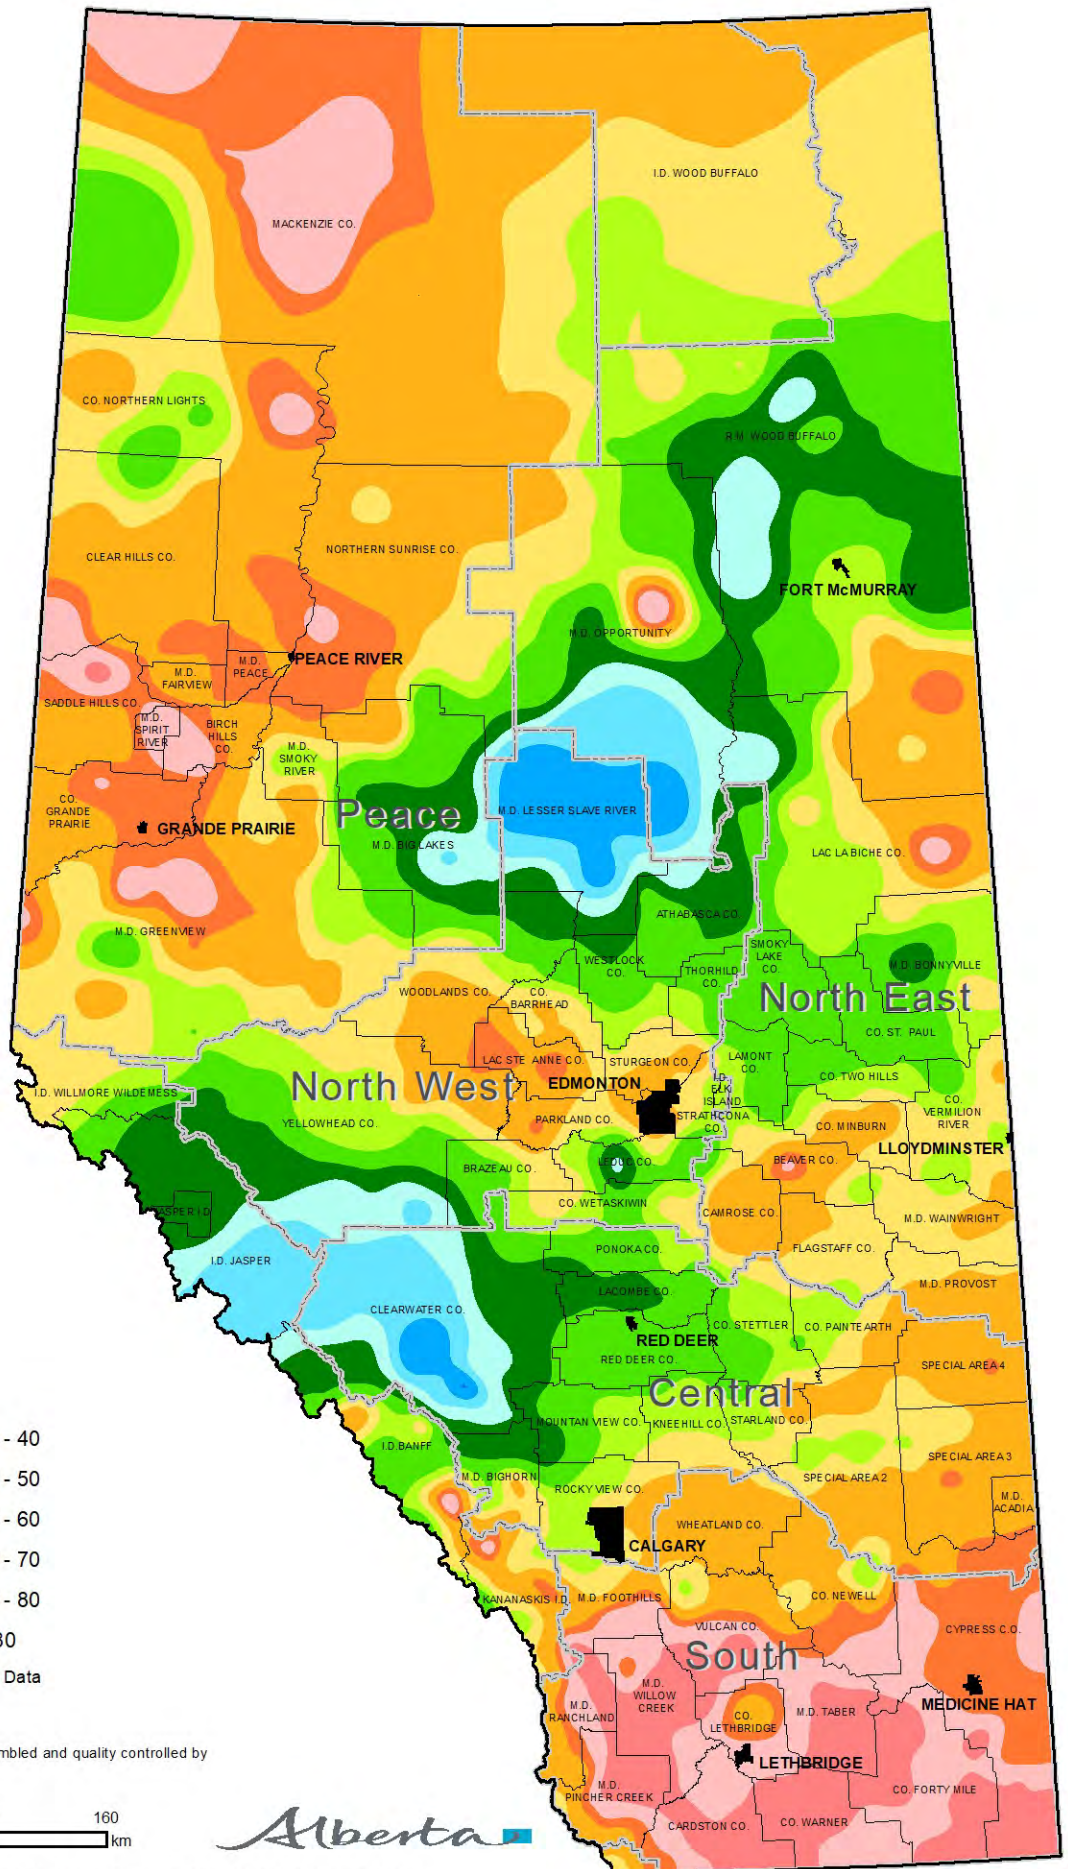 I.D. WOOD BUFFALO
MACKENZIE CO.
CO. NORTHERN LIGHTS
R.M. WOOD BUFFALO
CLEAR HILLS CO.
NORTHERN SUNRISE CO.
FORT McMURRAY
M.D. OPPORTUNITY
PEACE RIVER
M.D.
PEACE
M.D.
FAIRVIEW
SADDLE HILLS CO.
M.D.
SPIRIT
RIVER
BIRCH
HILLS
CO.
M.D.
SMOKY
RIVER
CO.
GRANDE
PRAIRIE
GRANDE PRAIRIE
Peace
M.D. LESSER SLAVE RIVER
M.D. BIG LAKES
LAC LA BICHE CO.
M.D. GREENVIEW
ATHABASCA CO.
WESTLOCK
CO.
THORHILD
CO.
SMOKY
LAKE
CO.
M.D. BONNYVILLE
WOODLANDS CO.
CO.
BARRHEAD
North East
CO. ST. PAUL
LAC STE ANNE CO.
STURGEON CO.
LAMONT
CO.
CO. TWO HILLS
North West
EDMONTON
I.D.
ELK
ISLAND
I.D. WILLMORE WILDERNESS
YELLOWHEAD CO.
PARKLAND CO.
STRATHCONA
CO.
CO.
VERMILION
RIVER
CO. MINBURN
LLOYDMINSTER
BRAZEAU CO.
LEDUC CO.
BEAVER CO.
CO. WETASKIWIN
JASPER I.D.
CAMROSE CO.
M.D. WAINWRIGHT
I.D. JASPER
PONOKA CO.
FLAGSTAFF CO.
M.D. PROVOST
CLEARWATER CO.
LACOMBE CO.
RED DEER
CO. STETTLER
CO. PAINTEARTH
RED DEER CO.
SPECIAL AREA 4
Central
MOUNTAIN VIEW CO.
KNEEHILL CO.
STARLAND CO.
I.D. BANFF
M.D. BIGHORN
SPECIAL AREA 3
SPECIAL AREA 2
ROCKY VIEW CO.
M.D.
ACADIA
WHEATLAND CO.
CALGARY
KANANASKIS I.D.
M.D. FOOTHILLS
CO. NEWELL
VULCAN CO.
CYPRESS C.O.
South
M.D.
WILLOW
CREEK
M.D.
RANCHLAND
CO.
LETHBRIDGE
M.D. TABER
MEDICINE HAT
LETHBRIDGE
M.D.
PINCHER CREEK
CO. FORTY MILE
CARDSTON CO.
CO. WARNER
- 40
- 50
- 60
- 70
- 80
Data
mbled and quality controlled by
160
km
Alberta